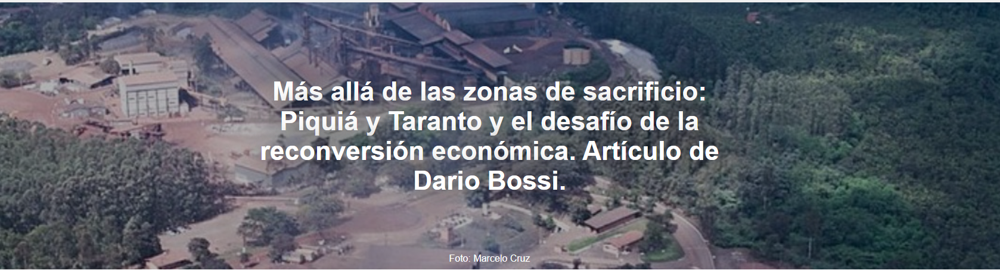 Más allá de las zonas de sacrificio:
Piquiá y Taranto y el desafío de la
reconversión económica. Artículo de
Dario Bossi.
Foto: Marcelo Cruz